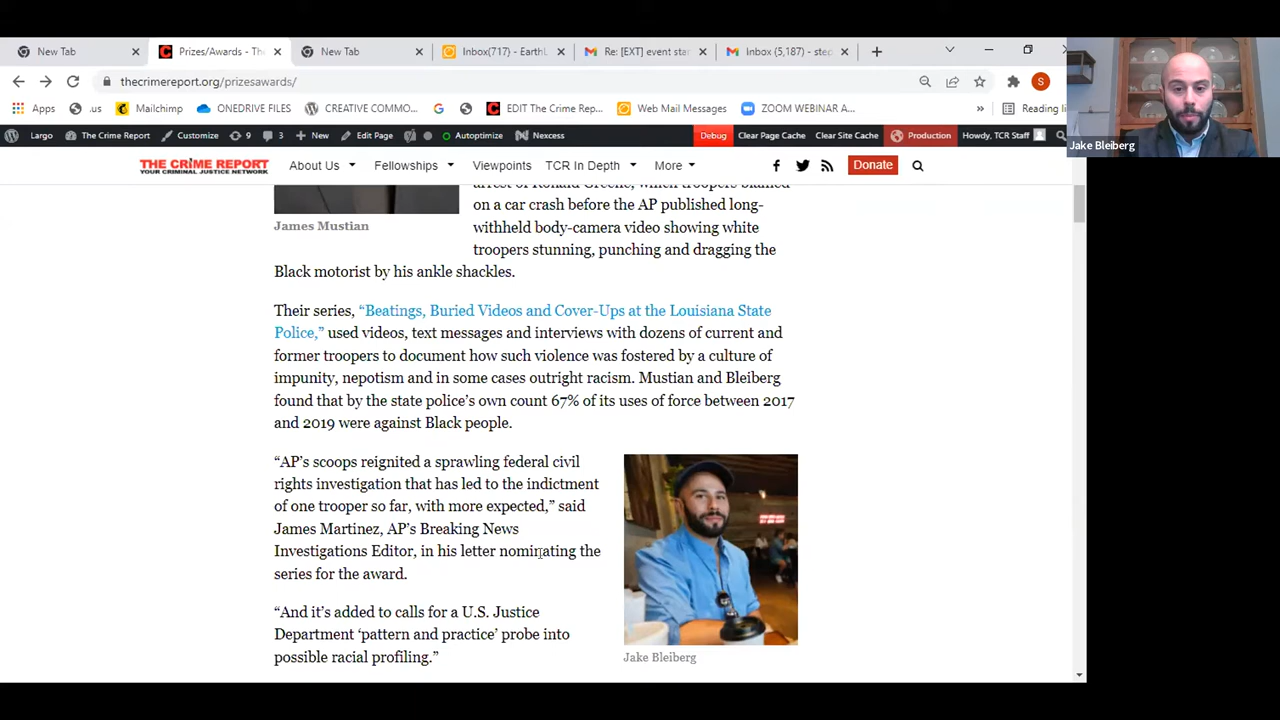 New Tab
Prizes/Awards - The
New Tab
Inbox(717) - Earthl
Re: [EXT] event star
Inbox (5,187) - step
thecrimereport.org/prizesawards/
S
Apps
.us
Mailchimp
ONEDRIVE FILES
CREATIVE COMMO...
EDIT The Crime Rep...
Web Mail Messages
ZOOM WEBINAR A...
»
Reading li
Largo
The Crime Report
Customize
9
3
New
Edit Page
Autoptimize
Nexcess
Debug
Clear Page Cache
Clear Site Cache
Production
Howdy, TCR Staff
Jake Bleiberg
THE CRIME REPORT
YOUR CRIMINAL JUSTICE NETWORK
About Us
Fellowships
Viewpoints
TCR In Depth
More
Donate
arrest of Ronald Greene, which troopers blamed
on a car crash before the AP published long-
withheld body-camera video showing white
troopers stunning, punching and dragging the
Black motorist by his ankle shackles.
James Mustian
Their series, “Beatings, Buried Videos and Cover-Ups at the Louisiana State
Police,” used videos, text messages and interviews with dozens of current and
former troopers to document how such violence was fostered by a culture of
impunity, nepotism and in some cases outright racism. Mustian and Bleiberg
found that by the state police’s own count 67% of its uses of force between 2017
and 2019 were against Black people.
“AP’s scoops reignited a sprawling federal civil
rights investigation that has led to the indictment
of one trooper so far, with more expected,” said
James Martinez, AP’s Breaking News
Investigations Editor, in his letter nominating the
series for the award.
“And it’s added to calls for a U.S. Justice
Department ‘pattern and practice’ probe into
possible racial profiling.”
Jake Bleiberg